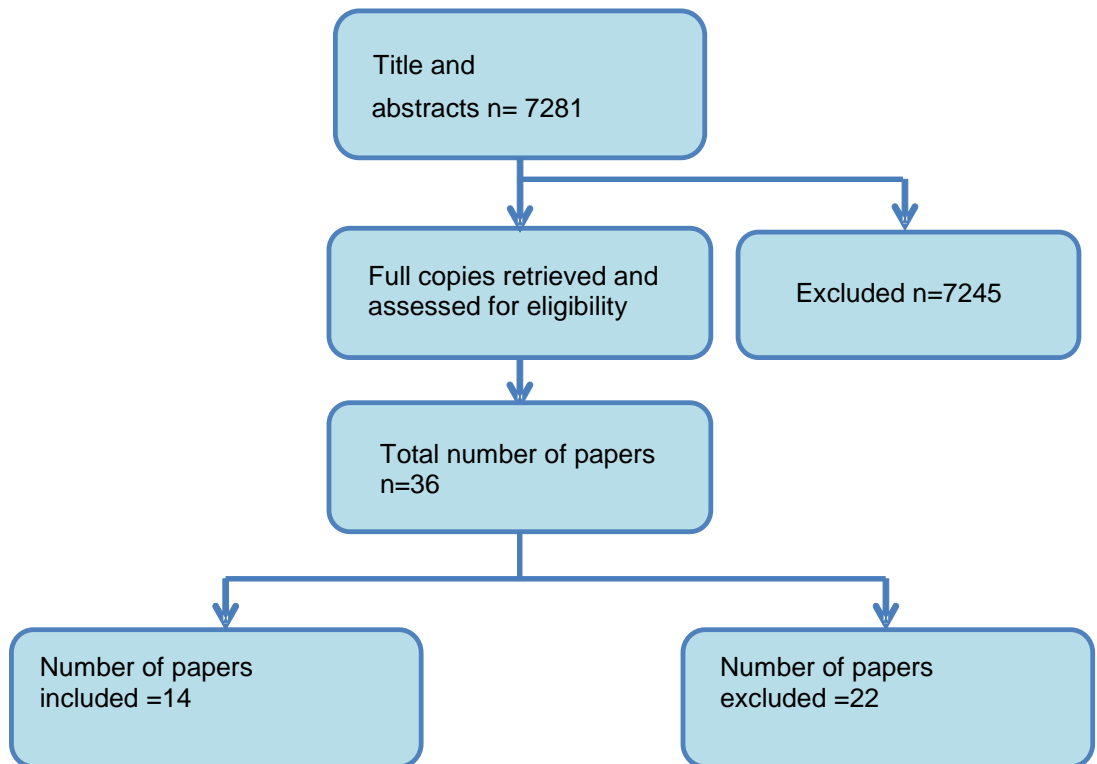 Title and
abstracts n= 7281
Full copies retrieved and
assessed for eligibility
Excluded n=7245
Total number of papers
n=36
Number of papers
included =14
Number of papers
excluded =22